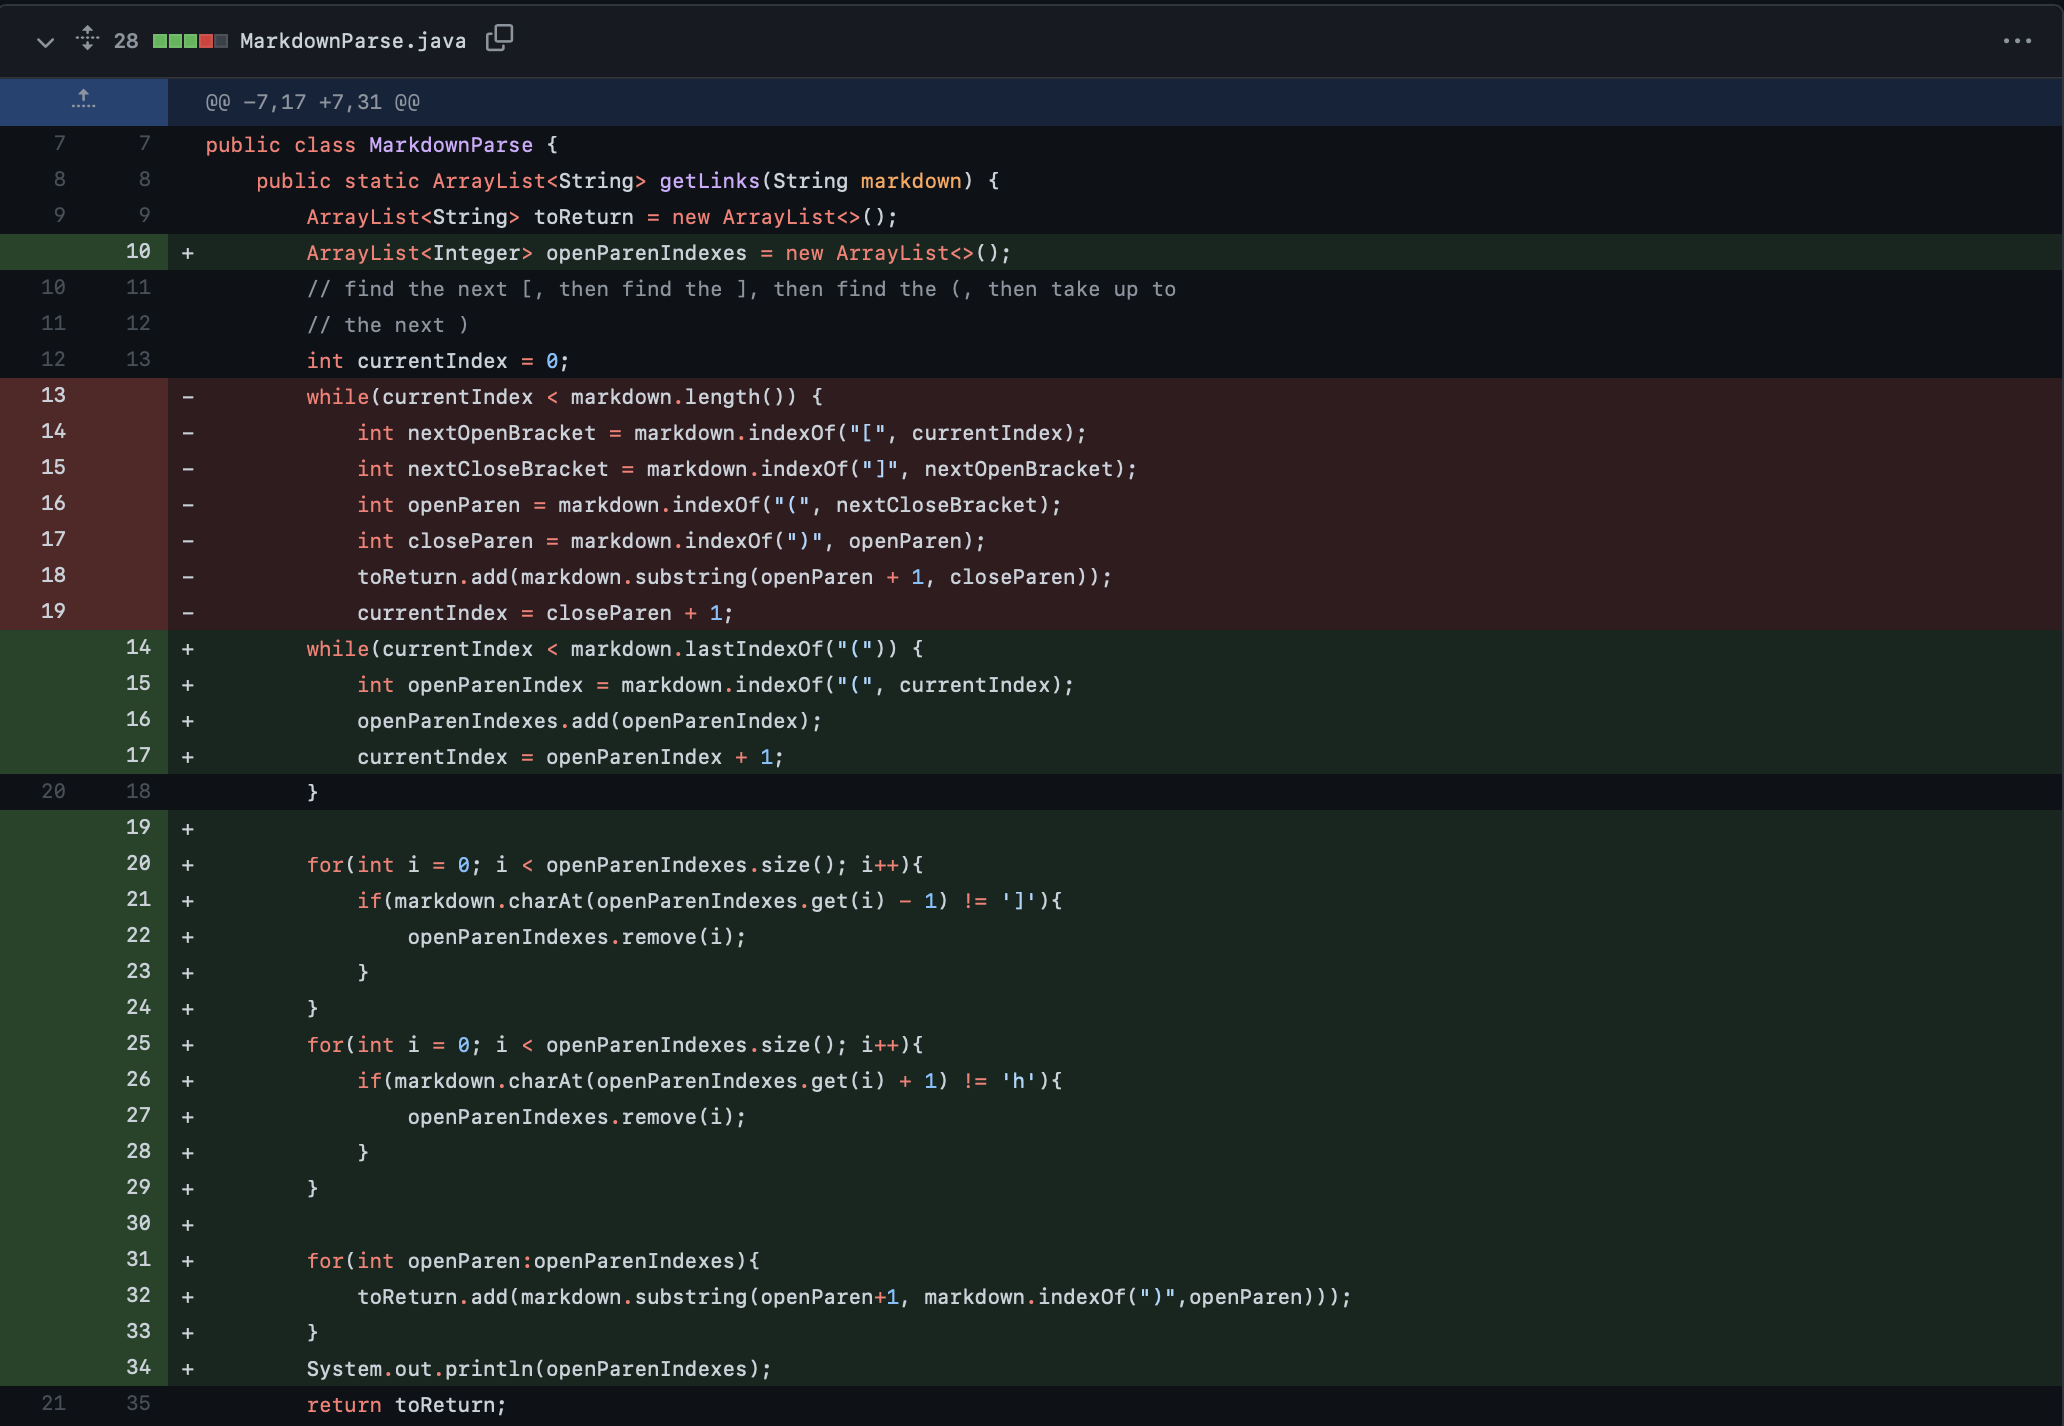 28 MarkdownParse.java
@@ -7,17 +7,31 @@
7 7 public class MarkdownParse {
8 8 public static ArrayList<String> getLinks(String markdown) {
9 9 ArrayList<String> toReturn = new ArrayList<>();
10 + ArrayList<Integer> openParenIndexes = new ArrayList<>();
10 11 // find the next [, then find the ], then find the (, then take up to
11 12 // the next )
12 13 int currentIndex = 0;
13 - while(currentIndex < markdown.length()) {
14 - int nextOpenBracket = markdown.indexOf("[", currentIndex);
15 - int nextCloseBracket = markdown.indexOf("]", nextOpenBracket);
16 - int openParen = markdown.indexOf("(", nextCloseBracket);
17 - int closeParen = markdown.indexOf(")", openParen);
18 - toReturn.add(markdown.substring(openParen + 1, closeParen));
19 - currentIndex = closeParen + 1;
14 + while(currentIndex < markdown.lastIndexOf("(")) {
15 + int openParenIndex = markdown.indexOf("(", currentIndex);
16 + openParenIndexes.add(openParenIndex);
17 + currentIndex = openParenIndex + 1;
20 18 }
19 +
20 + for(int i = 0; i < openParenIndexes.size(); i++){
21 + if(markdown.charAt(openParenIndexes.get(i) - 1) != ']'){
22 + openParenIndexes.remove(i);
23 + }
24 + }
25 + for(int i = 0; i < openParenIndexes.size(); i++){
26 + if(markdown.charAt(openParenIndexes.get(i) + 1) != 'h'){
27 + openParenIndexes.remove(i);
28 + }
29 + }
30 +
31 + for(int openParen:openParenIndexes){
32 + toReturn.add(markdown.substring(openParen+1, markdown.indexOf(")",openParen)));
33 + }
34 + System.out.println(openParenIndexes);
21 35 return toReturn;